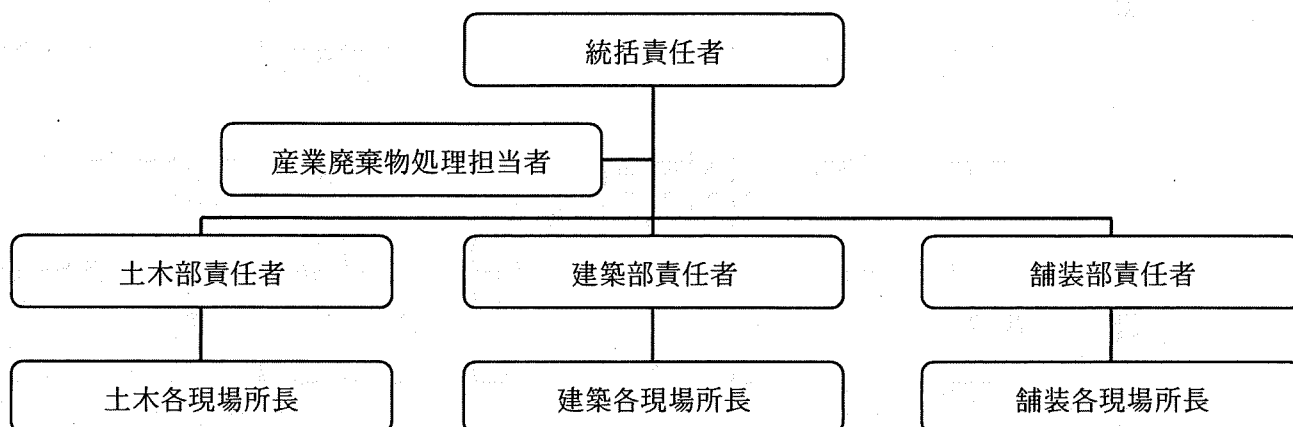 統括責任者
産業廃棄物処理担当者
土木部責任者
建築部責任者
舗装部責任者
土木各現場所長
建築各現場所長
舗装各現場所長